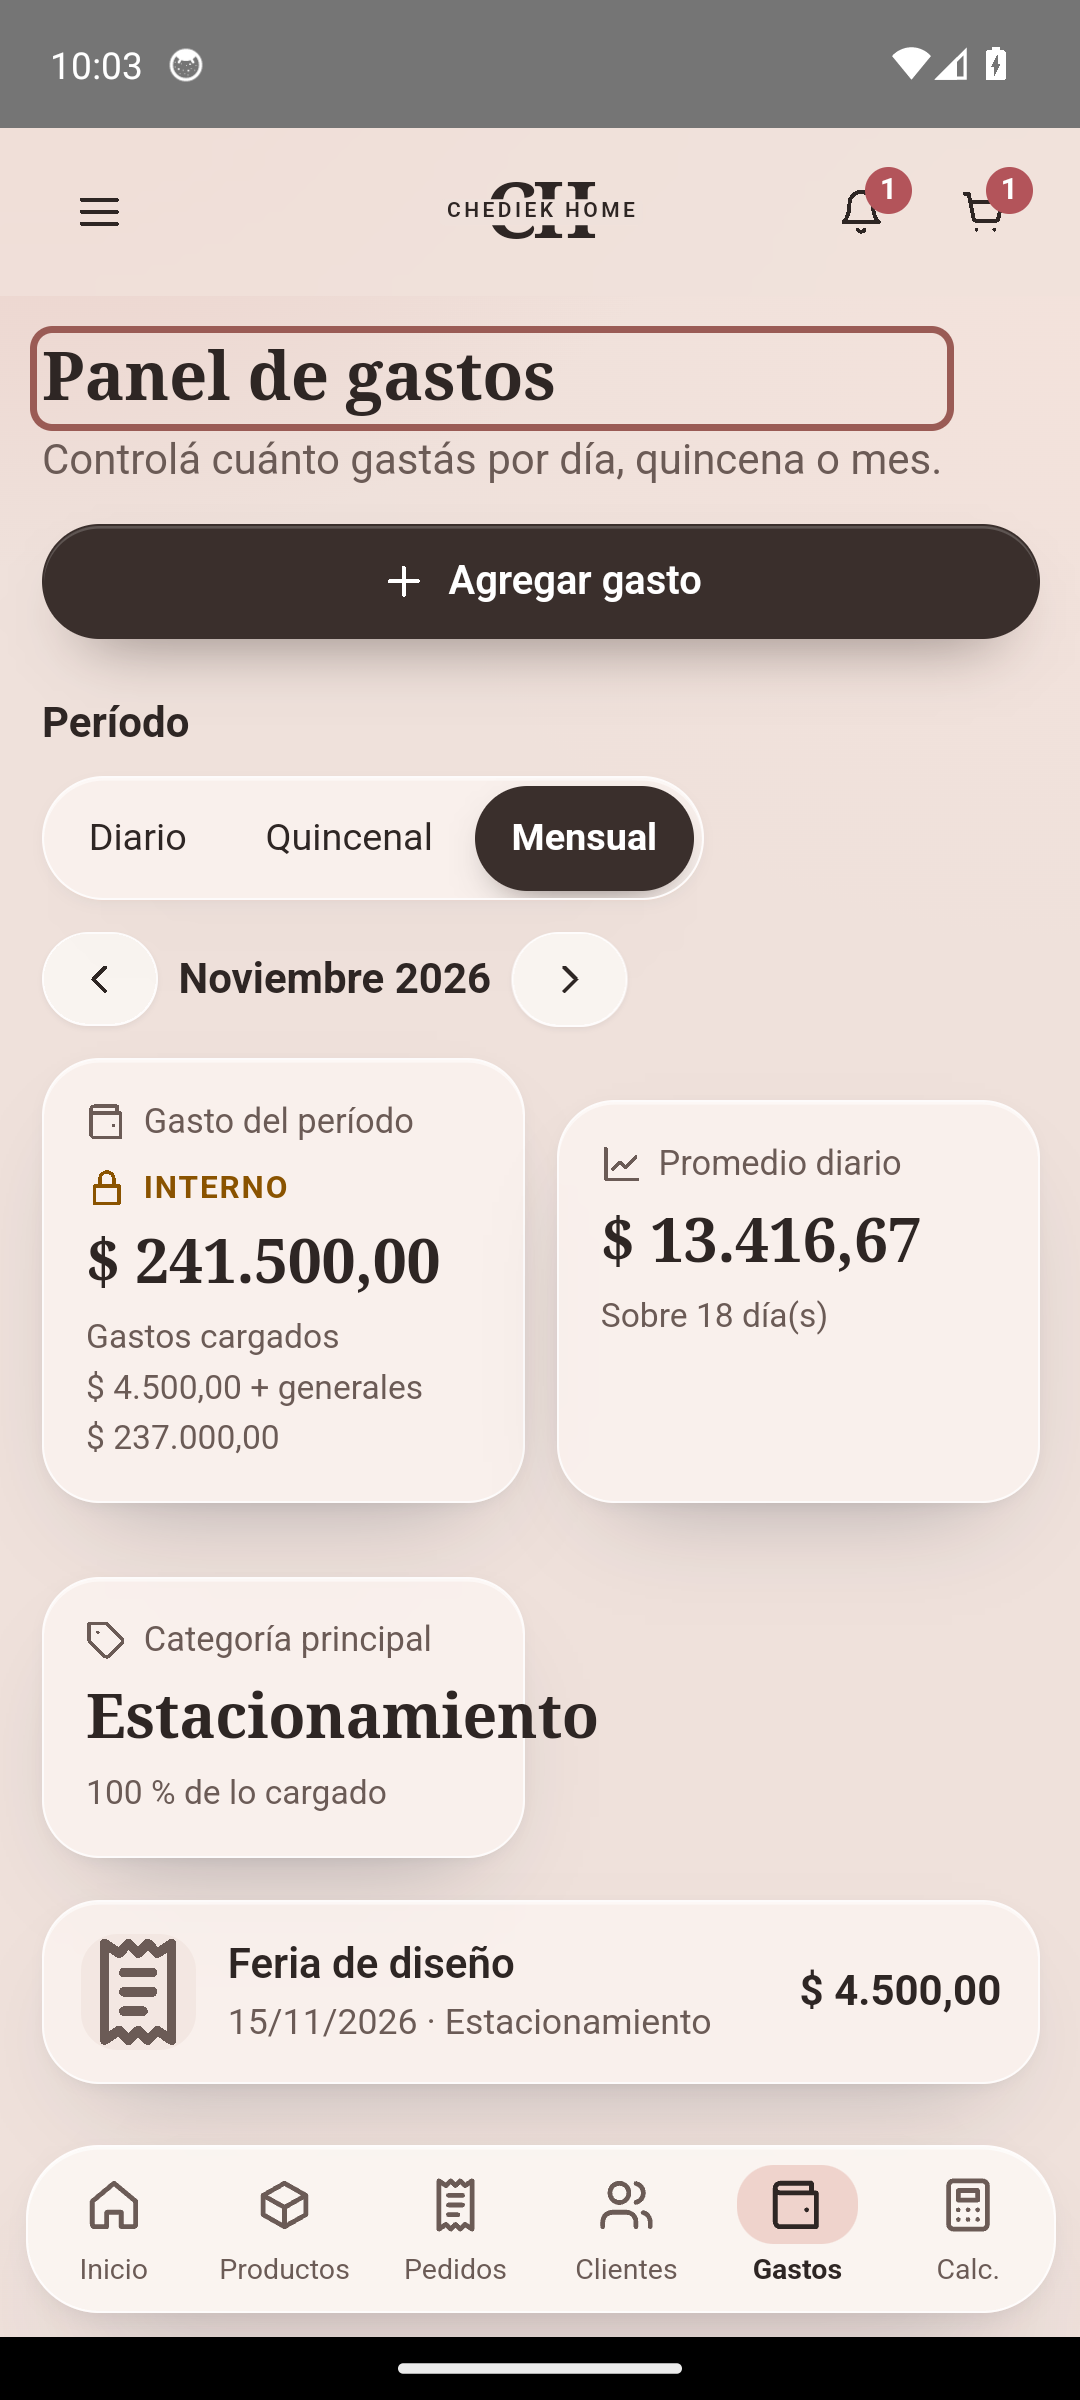 10:03
CH
CHEDIEK HOME
1
1
Panel de gastos
Controlá cuánto gastás por día, quincena o mes.
Agregar gasto
Período
Diario
Quincenal
Mensual
Noviembre 2026
Gasto del período
INTERNO
$ 241.500,00
Gastos cargados
$ 4.500,00 + generales
$ 237.000,00
Promedio diario
$ 13.416,67
Sobre 18 día(s)
Categoría principal
Estacionamiento
100 % de lo cargado
Feria de diseño
15/11/2026 · Estacionamiento
$ 4.500,00
Inicio
Productos
Pedidos
Clientes
Gastos
Calc.